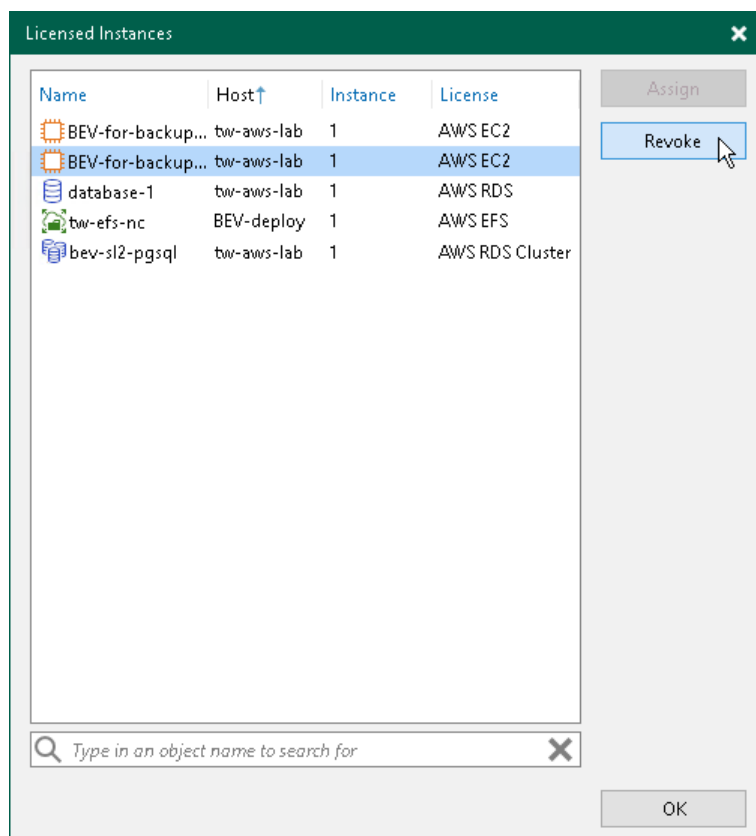 Licensed Instances
Name Host↑ Instance License
BEV-for-backup... tw-aws-lab 1 AWS EC2
BEV-for-backup... tw-aws-lab 1 AWS EC2
database-1 tw-aws-lab 1 AWS RDS
tw-efs-nc BEV-deploy 1 AWS EFS
bev-sl2-pgsql tw-aws-lab 1 AWS RDS Cluster
Assign
Revoke
Type in an object name to search for
OK